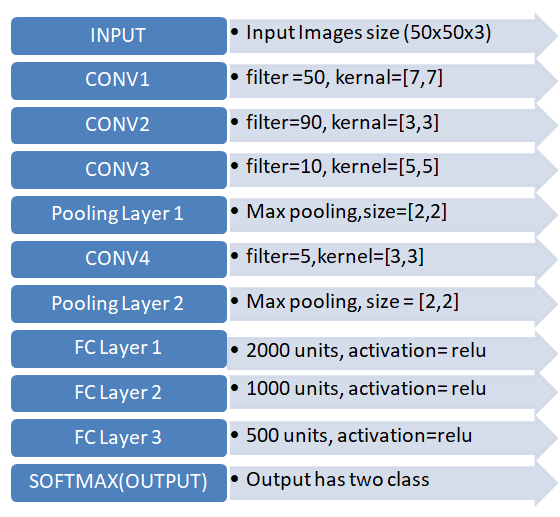 INPUT • Input Images size (50x50x3)
CONV1 • filter =50, kernal=[7,7]
CONV2 • filter=90, kernal=[3,3]
CONV3 • filter=10, kernel=[5,5]
Pooling Layer 1 • Max pooling,size=[2,2]
CONV4 • filter=5,kernel=[3,3]
Pooling Layer 2 • Max pooling, size = [2,2]
FC Layer 1 • 2000 units, activation= relu
FC Layer 2 • 1000 units, activation= relu
FC Layer 3 • 500 units, activation=relu
SOFTMAX(OUTPUT) • Output has two class